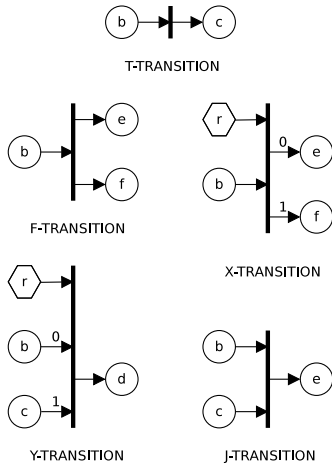 b c
T-TRANSITION
e
b
f
F-TRANSITION
r
0
e
b
1
f
X-TRANSITION
r
b 0
d
c 1
Y-TRANSITION
b
e
c
J-TRANSITION